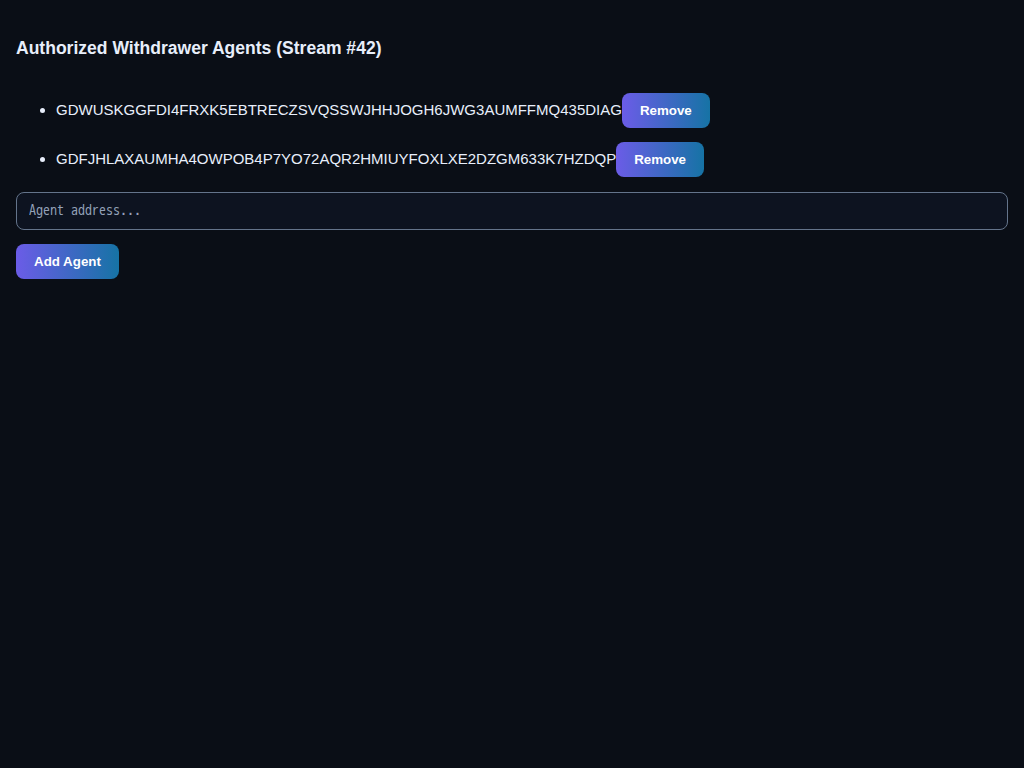 Authorized Withdrawer Agents (Stream #42)
GDWUSKGGFDI4FRXK5EBTRECZSVQSSWJHHJOGH6JWG3AUMFFMQ435DIAG Remove
GDFJHLAXAUMHA4OWPOB4P7YO72AQR2HMIUYFOXLXE2DZGM633K7HZDQP Remove
Agent address...
Add Agent